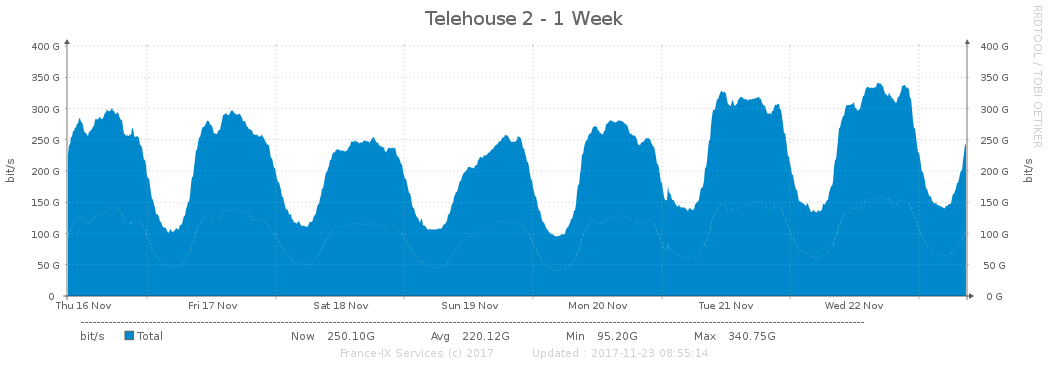 Telehouse 2 - 1 Week
RRDTOOL / TOBI OETIKER
400 G 400 G
350 G 350 G
300 G 300 G
250 G 250 G
200 G 200 G
150 G 150 G
100 G 100 G
50 G 50 G
0 0 G
bit/s bit/s
Thu 16 Nov Fri 17 Nov Sat 18 Nov Sun 19 Nov Mon 20 Nov Tue 21 Nov Wed 22 Nov
bit/s Total Now 250.10G Avg 220.12G Min 95.20G Max 340.75G
France-IX Services (c) 2017 Updated : 2017-11-23 08:55:14